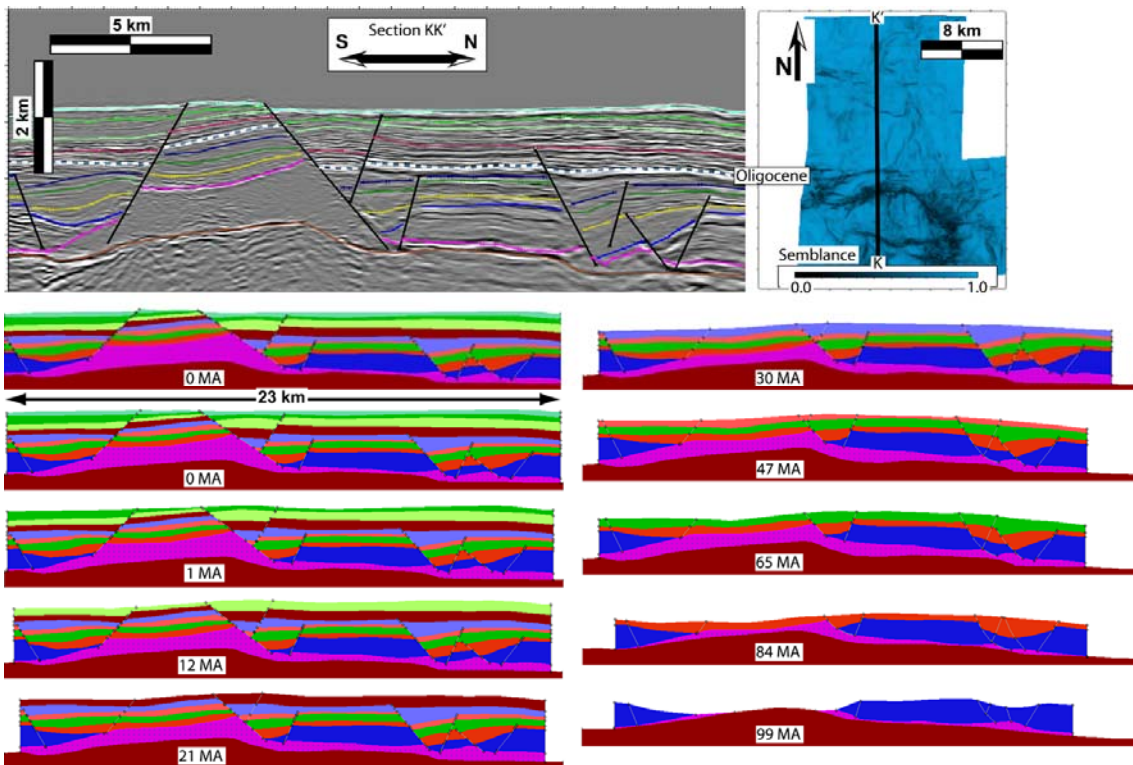 5 km
Section KK'
S N
2 km
K'
8 km
N
Oligocene
Semblance
K
0.0 1.0
0 MA
23 km
0 MA
1 MA
12 MA
21 MA
30 MA
47 MA
65 MA
84 MA
99 MA